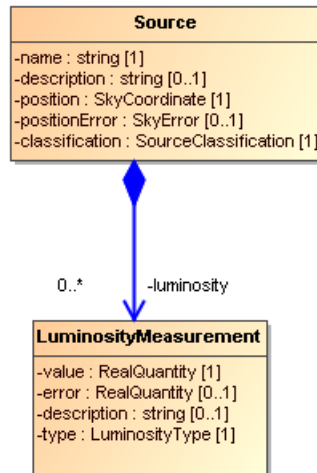 Source
-name : string [1]
-description : string [0..1]
-position : SkyCoordinate [1]
-positionError : SkyError [0..1]
-classification : SourceClassification [1]
0..* -luminosity
LuminosityMeasurement
-value : RealQuantity [1]
-error : RealQuantity [0..1]
-description : string [0..1]
-type : LuminosityType [1]